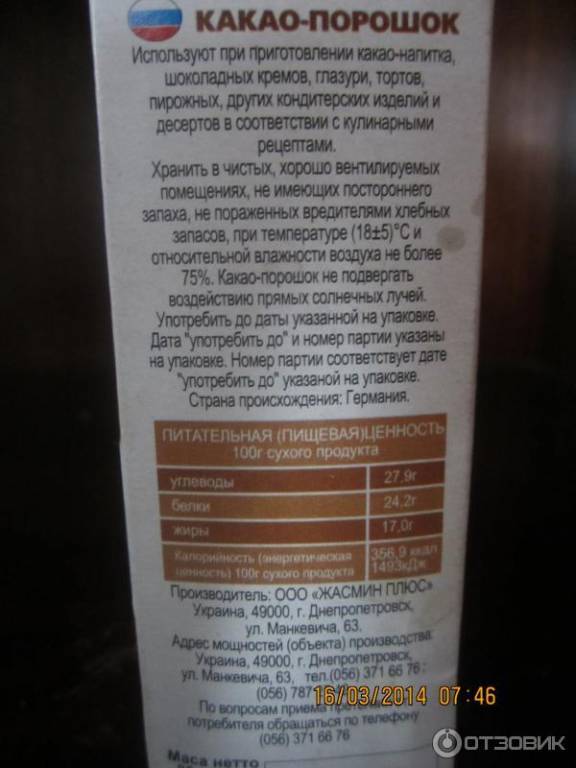 КАКАО-ПОРОШОК
Используют при приготовлении какао-напитка,
шоколадных кремов, глазури, тортов,
пирожных, других кондитерских изделий и
десертов в соответствии с кулинарными
рецептами.
Хранить в чистых, хорошо вентилируемых
помещениях, не имеющих постороннего
запаха, не пораженных вредителями хлебных
запасов, при температуре (18±5)°С и
относительной влажности воздуха не более
75%. Какао-порошок не подвергать
воздействию прямых солнечных лучей.
Употребить до даты указанной на упаковке.
Дата "употребить до" и номер партии указаны
на упаковке. Номер партии соответствует дате
"употребить до" указаной на упаковке.
Страна происхождения: Германия.
ПИТАТЕЛЬНАЯ (ПИЩЕВАЯ)ЦЕННОСТЬ
100г сухого продукта
углеводы 27,9г
белки 24,2г
жиры 17,0г
Калорийность (энергетическая 356,9 ккал
ценность) 100г сухого продукта 1493кДж
Производитель: ООО «ЖАСМИН ПЛЮС»
Украина, 49000, г. Днепропетровск,
ул. Манкевича, 63.
Адрес мощностей (объекта) производства:
Украина, 49000, г. Днепропетровск,
ул. Манкевича, 63, тел.(056) 371 66 76;
(056) 787
16/03/2014 07:46
По вопросам приема
потребителя обращаться по телефону
(056) 371 66 76
Масса нетто
ОТЗОВИК